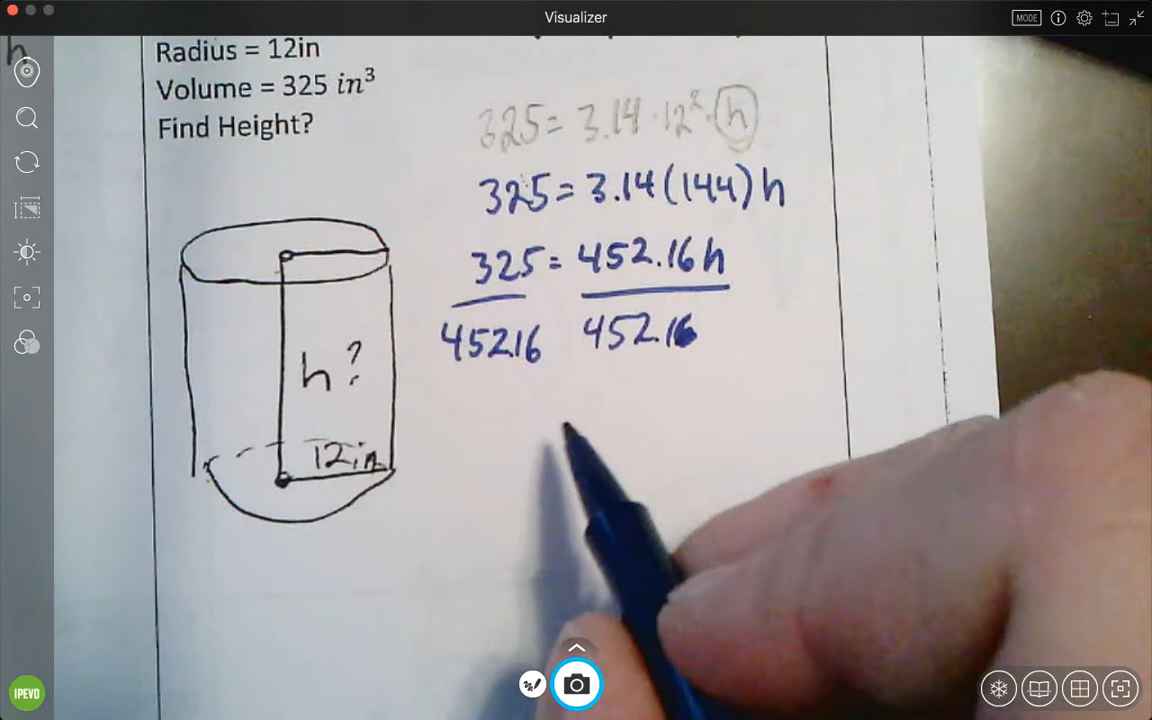 Visualizer
MODE
h
Radius = 12in
Volume = 325 in³
Find Height?
325 = 3.14 · 12² · h
325 = 3.14 (144) h
325 = 452.16 h
452.16 452.16
h?
12in
IPEVO